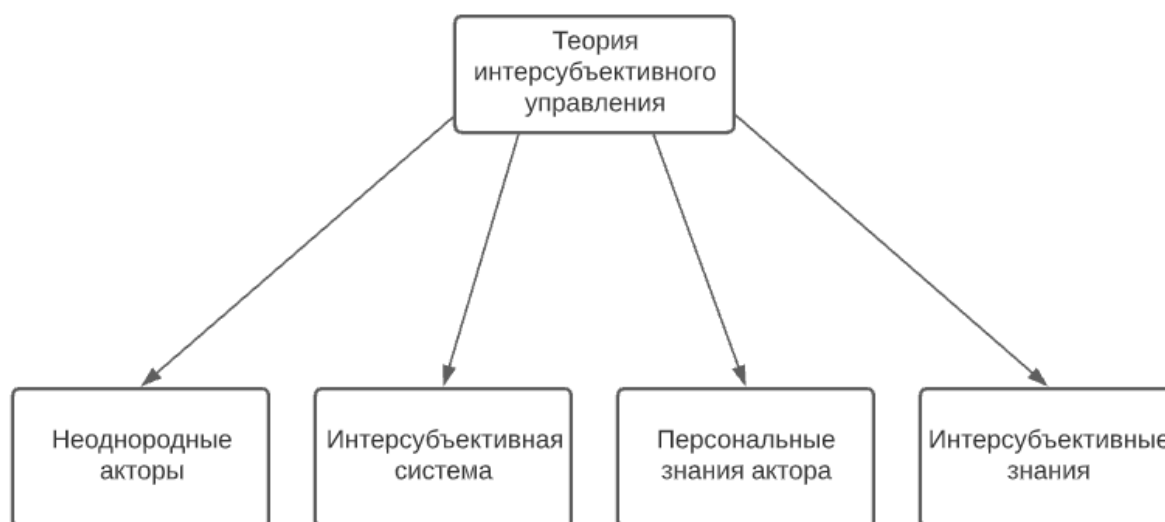 Теория
интерсубъективного
управления
Неоднородные
акторы
Интерсубъективная
система
Персональные
знания актора
Интерсубъективные
знания